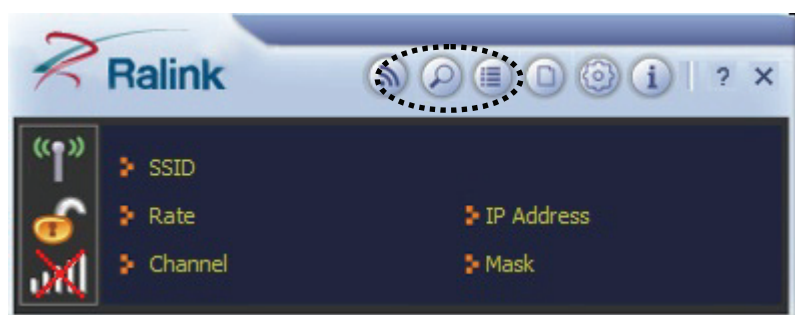 Ralink
i ? ×
SSID
Rate IP Address
Channel Mask